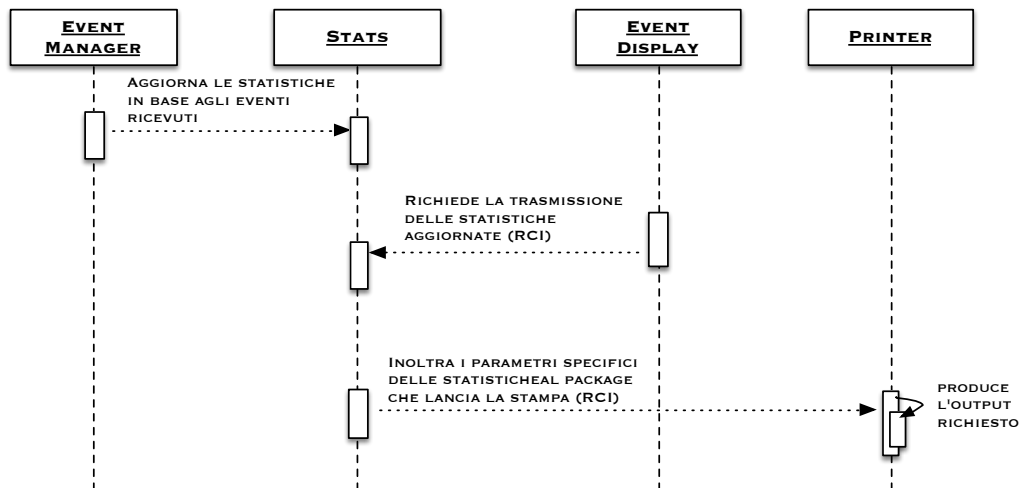 Event
Manager
Stats
Event
Display
Printer
Aggiorna le statistiche
in base agli eventi
ricevuti
Richiede la trasmissione
delle statistiche
aggiornate (RCI)
Inoltra i parametri specifici
delle statisticheal package
che lancia la stampa (RCI)
produce
l'output
richiesto